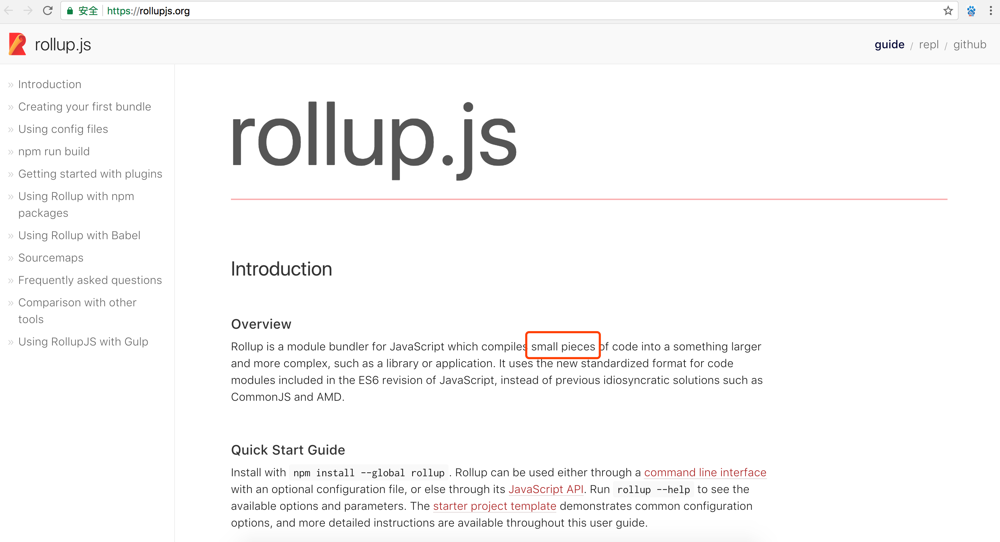 安全 https://rollupjs.org
rollup.js
guide / repl / github
» Introduction
» Creating your first bundle
» Using config files
» npm run build
» Getting started with plugins
» Using Rollup with npm
packages
» Using Rollup with Babel
» Sourcemaps
» Frequently asked questions
» Comparison with other
tools
» Using RollupJS with Gulp
rollup.js
Introduction
Overview
Rollup is a module bundler for JavaScript which compiles small pieces of code into a something larger
and more complex, such as a library or application. It uses the new standardized format for code
modules included in the ES6 revision of JavaScript, instead of previous idiosyncratic solutions such as
CommonJS and AMD.
Quick Start Guide
Install with npm install --global rollup . Rollup can be used either through a command line interface
with an optional configuration file, or else through its JavaScript API. Run rollup --help to see the
available options and parameters. The starter project template demonstrates common configuration
options, and more detailed instructions are available throughout this user guide.